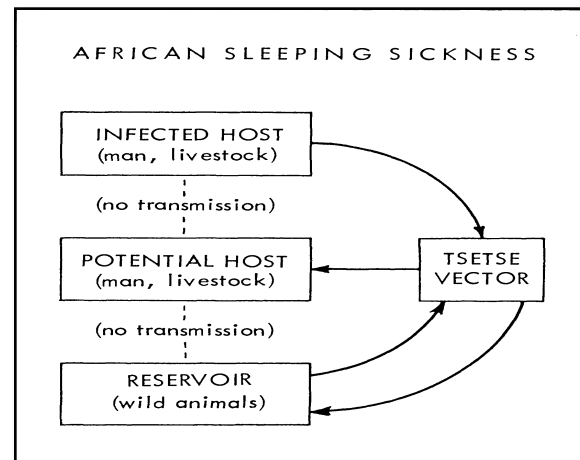 AFRICAN SLEEPING SICKNESS
INFECTED HOST
(man, livestock)
(no transmission)
POTENTIAL HOST
(man, livestock)
TSETSE
VECTOR
(no transmission)
RESERVOIR
(wild animals)